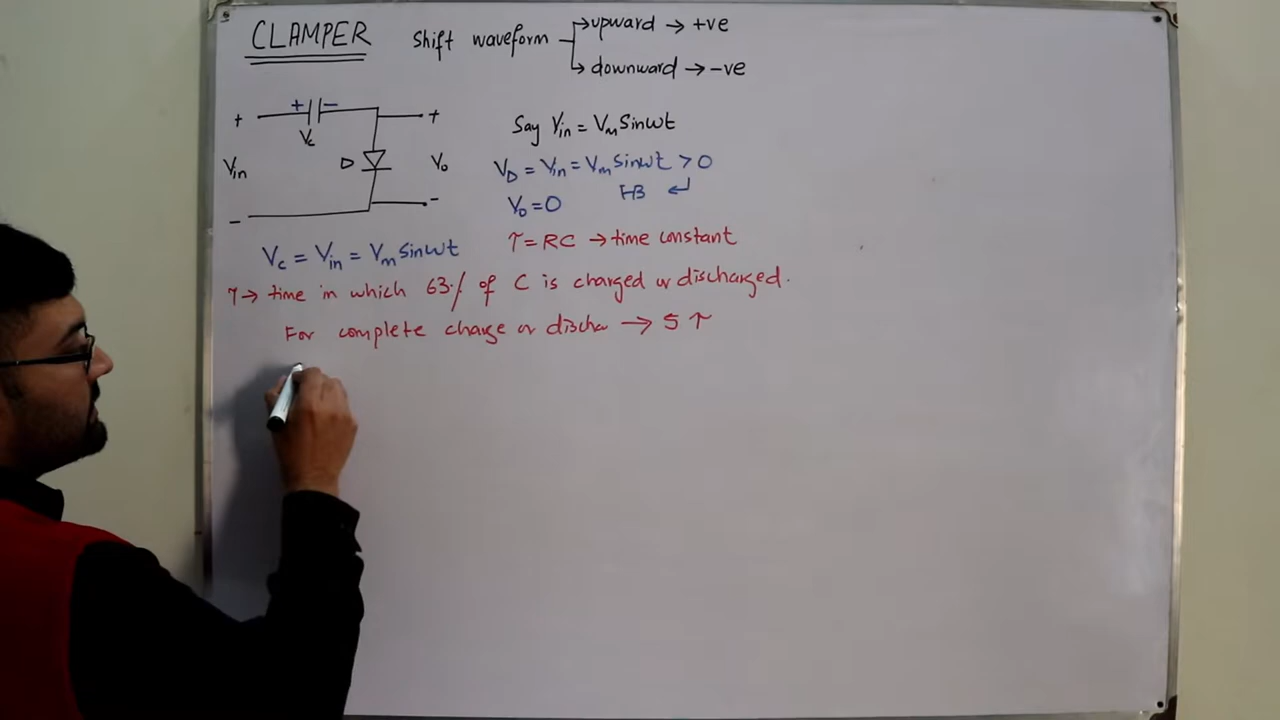 CLAMPER Shift waveform
upward → +ve
downward → -ve
+ + - +
Vc
Vin D Vo
- -
Say Vin = Vm Sinωt
VD = Vin = Vm Sinωt > 0
FB ↵
Vo = 0
Vc = Vin = Vm Sinωt
τ = RC → time constant
τ → time in which 63% of C is charged or discharged.
For complete charge or discha → 5 τ